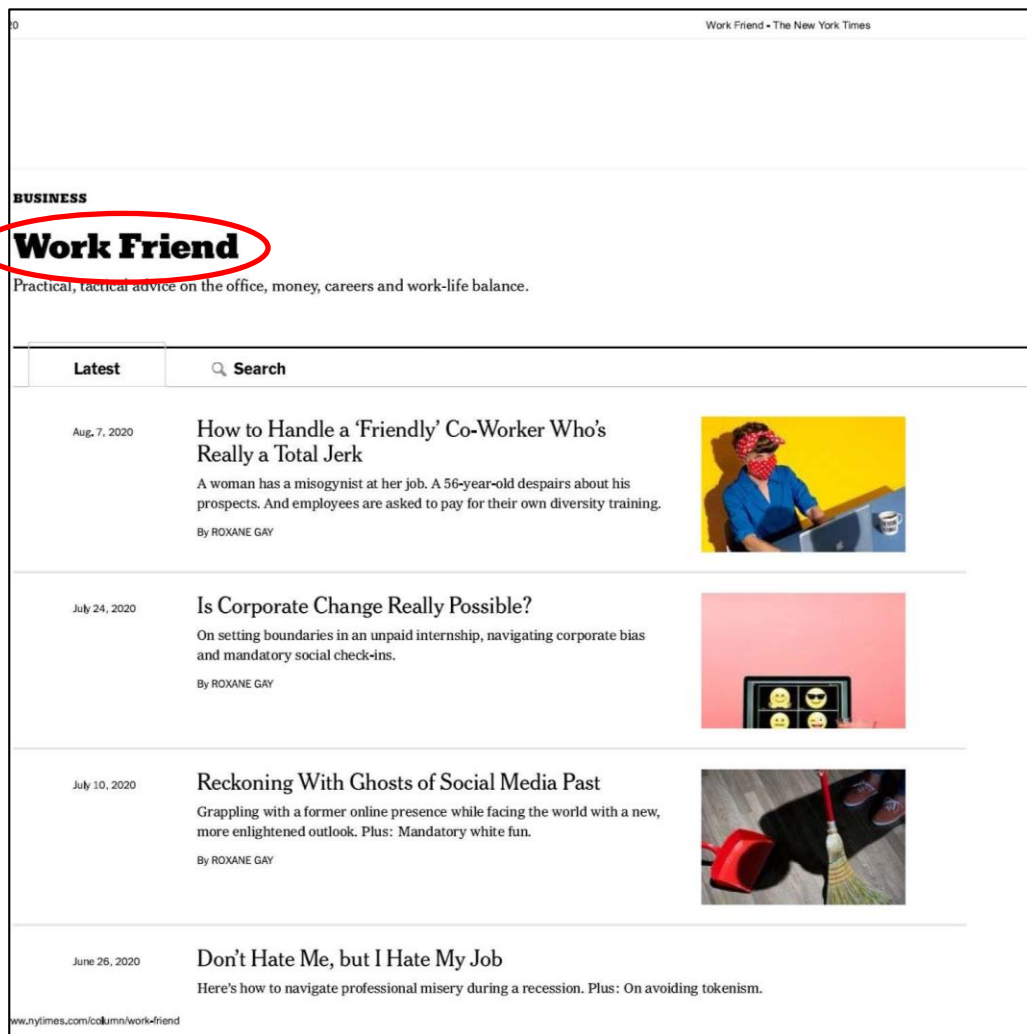 20
Work Friend - The New York Times
BUSINESS
Work Friend
Practical, tactical advice on the office, money, careers and work-life balance.
Latest
Search
Aug. 7, 2020
How to Handle a ‘Friendly’ Co-Worker Who’s
Really a Total Jerk
A woman has a misogynist at her job. A 56-year-old despairs about his
prospects. And employees are asked to pay for their own diversity training.
By ROXANE GAY
July 24, 2020
Is Corporate Change Really Possible?
On setting boundaries in an unpaid internship, navigating corporate bias
and mandatory social check-ins.
By ROXANE GAY
July 10, 2020
Reckoning With Ghosts of Social Media Past
Grappling with a former online presence while facing the world with a new,
more enlightened outlook. Plus: Mandatory white fun.
By ROXANE GAY
June 26, 2020
Don’t Hate Me, but I Hate My Job
Here’s how to navigate professional misery during a recession. Plus: On avoiding tokenism.
ww.nytimes.com/column/work-friend